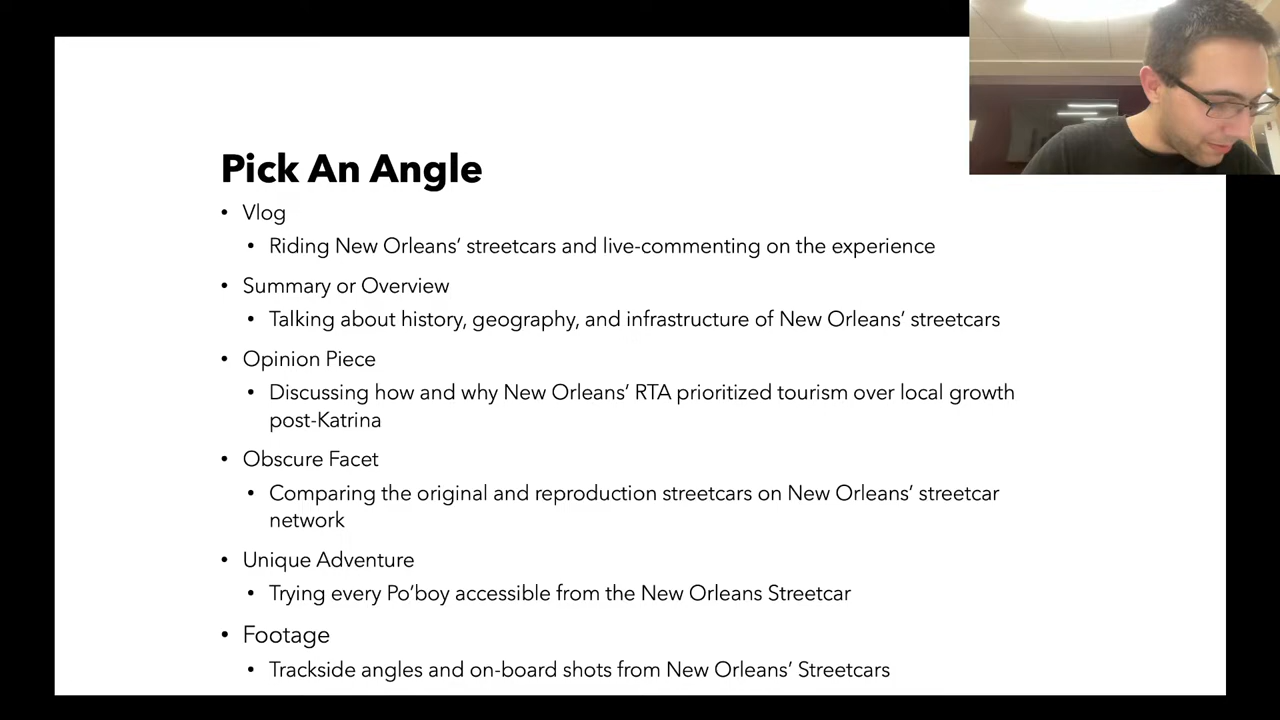 Pick An Angle
• Vlog
• Riding New Orleans’ streetcars and live-commenting on the experience
• Summary or Overview
• Talking about history, geography, and infrastructure of New Orleans’ streetcars
• Opinion Piece
• Discussing how and why New Orleans’ RTA prioritized tourism over local growth
post-Katrina
• Obscure Facet
• Comparing the original and reproduction streetcars on New Orleans’ streetcar
network
• Unique Adventure
• Trying every Po’boy accessible from the New Orleans Streetcar
• Footage
• Trackside angles and on-board shots from New Orleans’ Streetcars